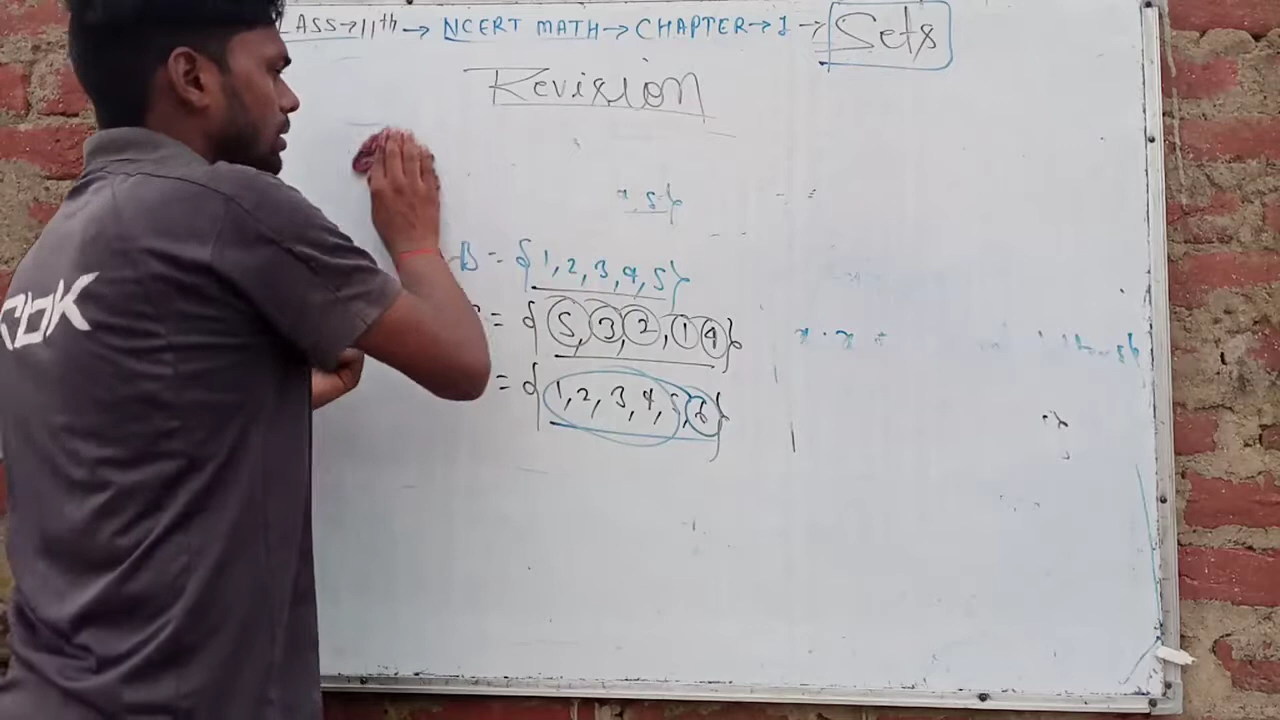 LASS→11th → NCERT MATH → CHAPTER → 1 → Sets
Revision
x, 5}
B = {1,2,3,4,5}
= {5,3,2,1 4}
= {1,2,3,4,5,6}